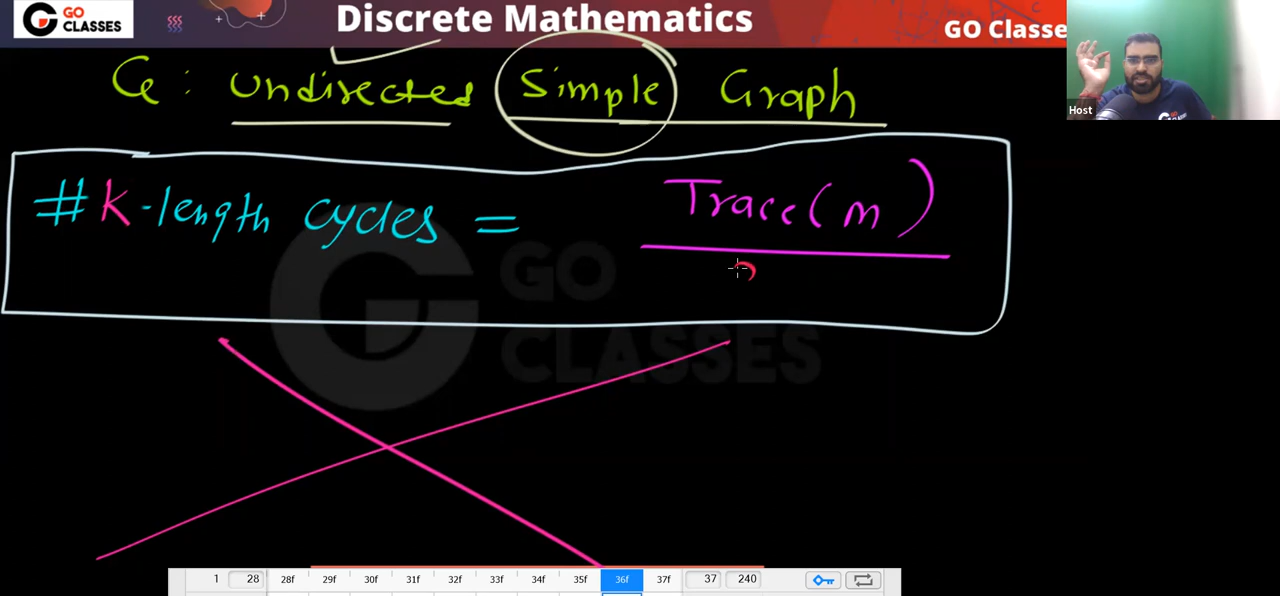 GO CLASSES
Discrete Mathematics
GO Classe
G : Undirected Simple Graph
Host
#K-length cycles = Trace(m)
GO
CLASSES
1 28 28f 29f 30f 31f 32f 33f 34f 35f 36f 37f 37 240